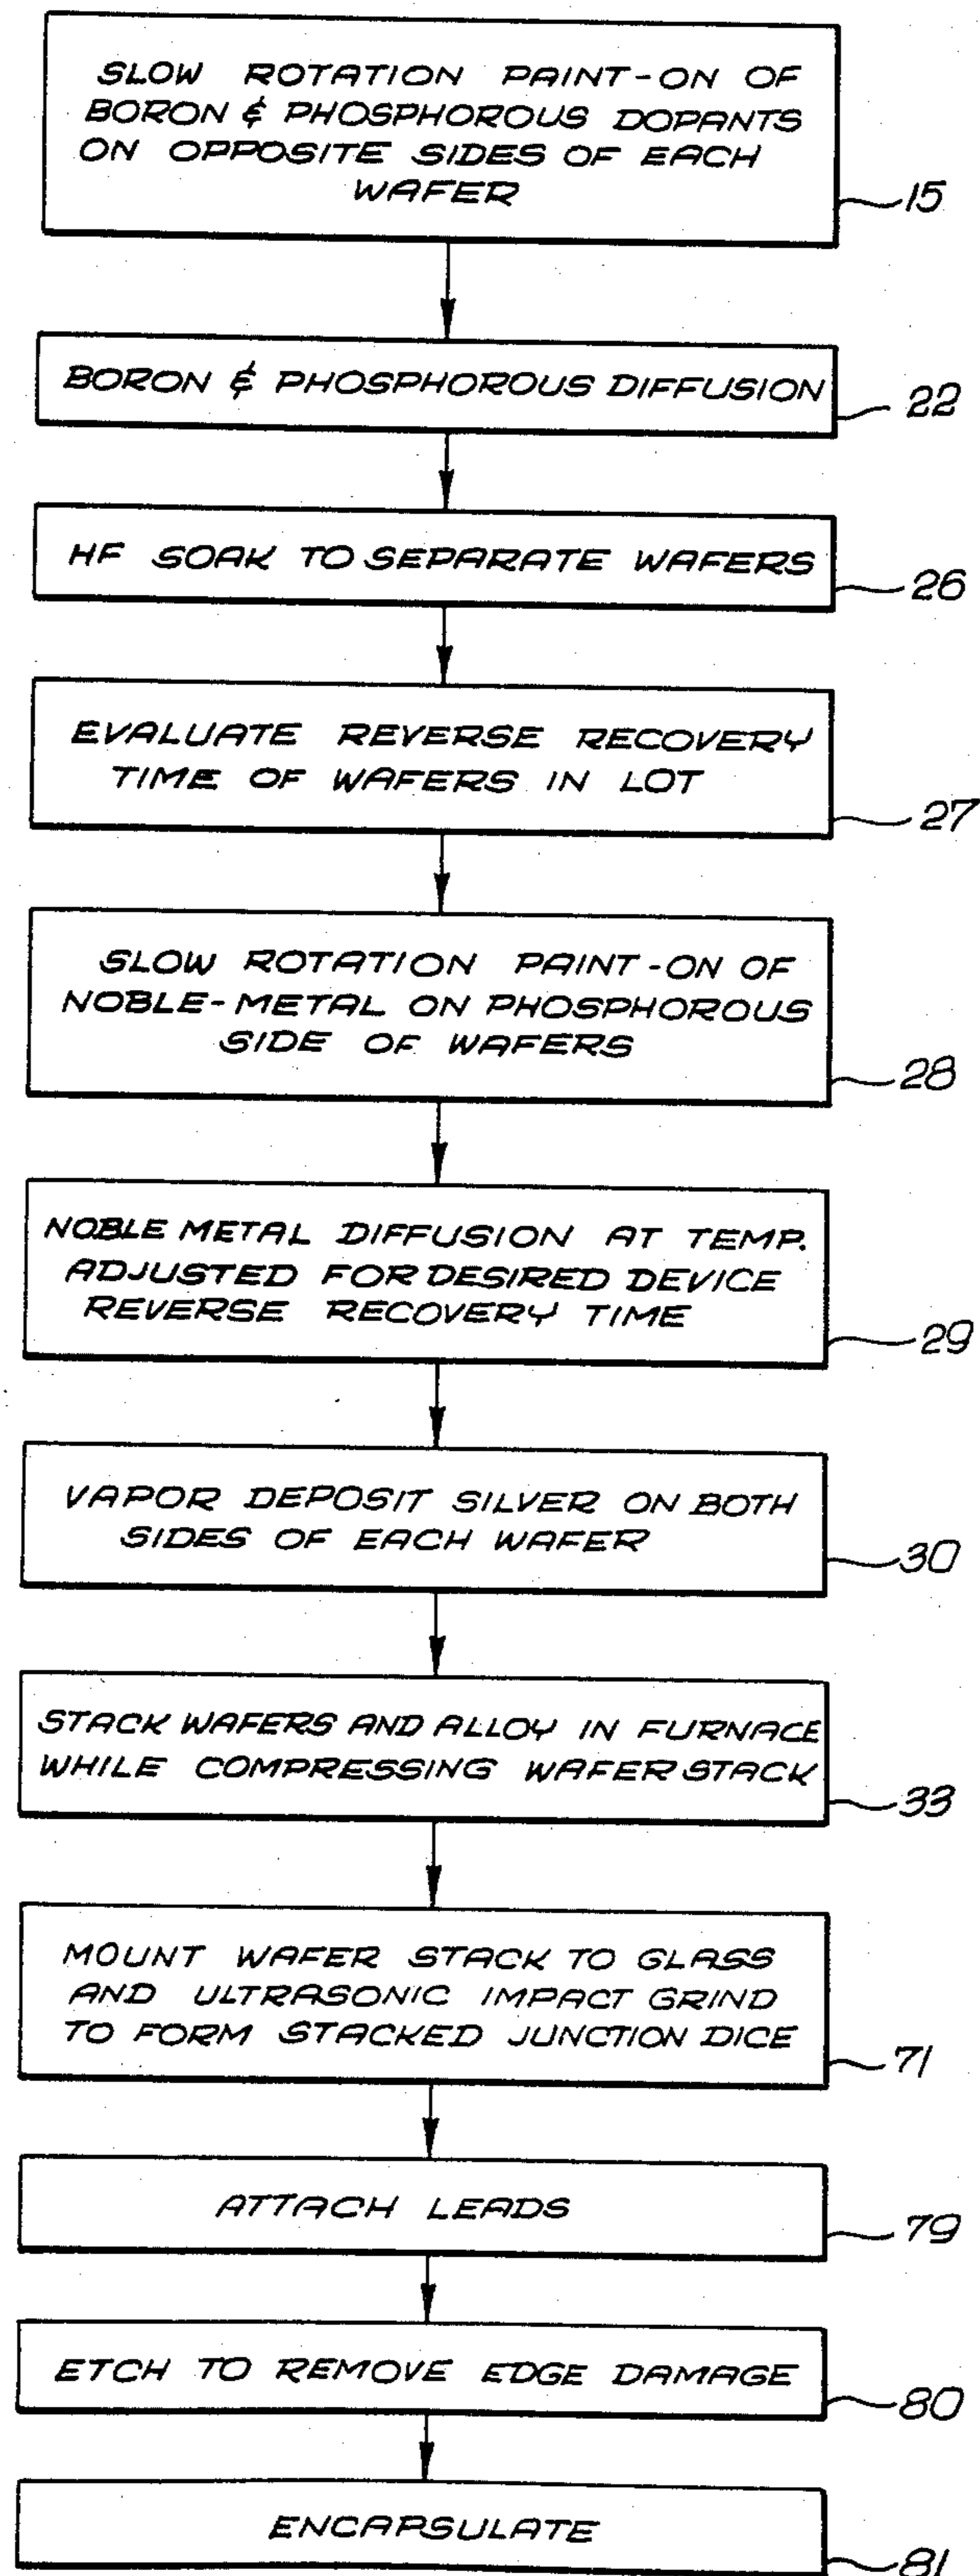 SLOW ROTATION PAINT-ON OF
BORON & PHOSPHOROUS DOPANTS
ON OPPOSITE SIDES OF EACH
WAFER
15
BORON & PHOSPHOROUS DIFFUSION
22
HF SOAK TO SEPARATE WAFERS
26
EVALUATE REVERSE RECOVERY
TIME OF WAFERS IN LOT
27
SLOW ROTATION PAINT-ON OF
NOBLE-METAL ON PHOSPHOROUS
SIDE OF WAFERS
28
NOBLE METAL DIFFUSION AT TEMP.
ADJUSTED FOR DESIRED DEVICE
REVERSE RECOVERY TIME
29
VAPOR DEPOSIT SILVER ON BOTH
SIDES OF EACH WAFER
30
STACK WAFERS AND ALLOY IN FURNACE
WHILE COMPRESSING WAFER STACK
33
MOUNT WAFER STACK TO GLASS
AND ULTRASONIC IMPACT GRIND
TO FORM STACKED JUNCTION DICE
71
ATTACH LEADS
79
ETCH TO REMOVE EDGE DAMAGE
80
ENCAPSULATE
81